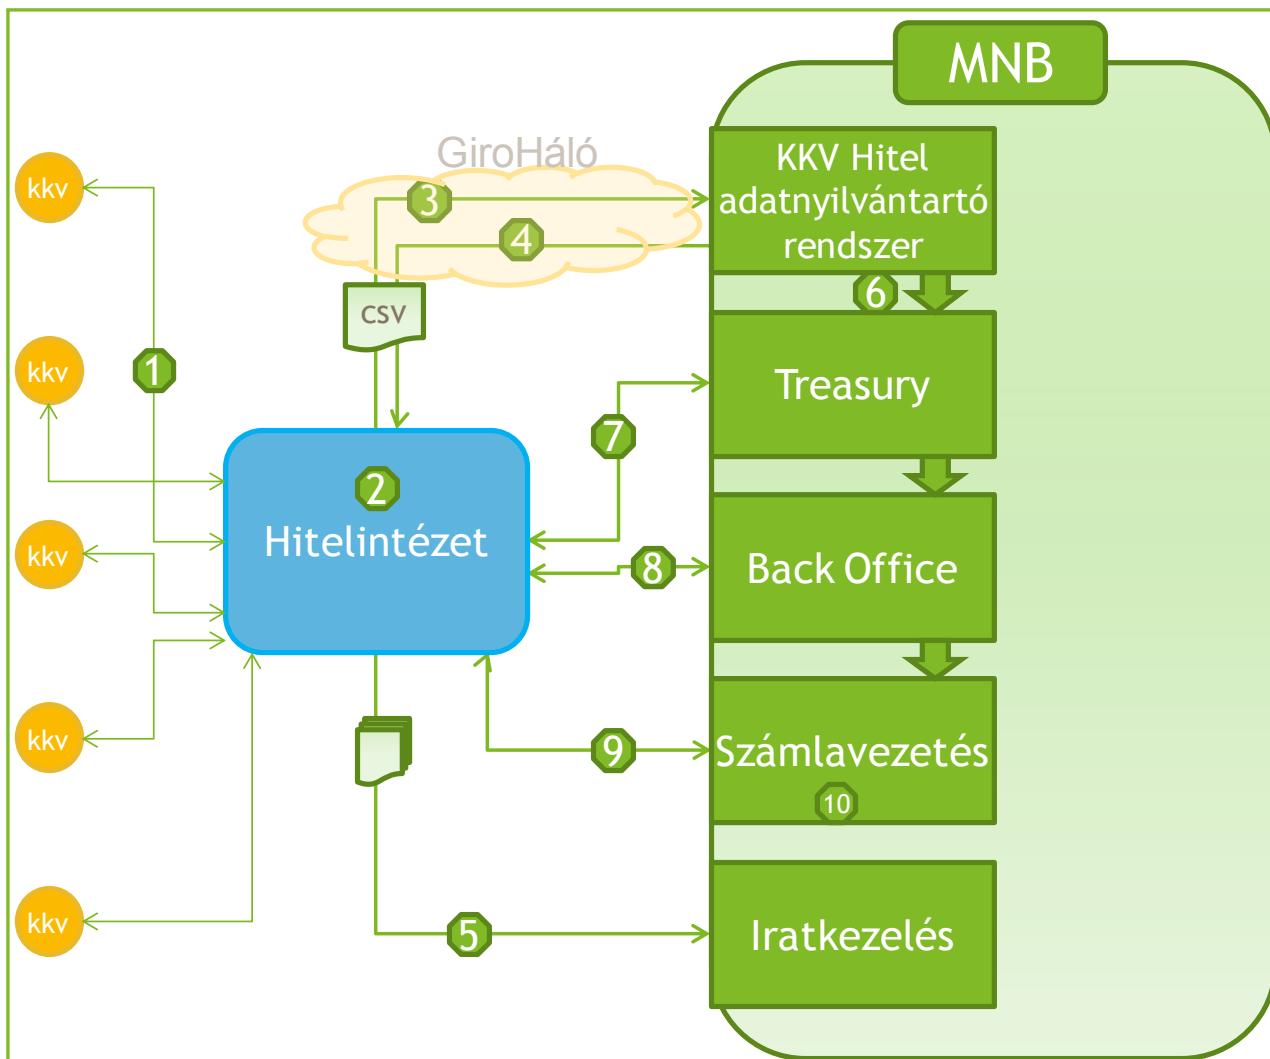 MNB
GiroHáló
KKV Hitel
adatnyilvántartó
rendszer
kkv
3
4
6
csv
kkv
1
Treasury
7
2
Hitelintézet
kkv
8
Back Office
kkv
9
Számlavezetés
10
kkv
5
Iratkezelés